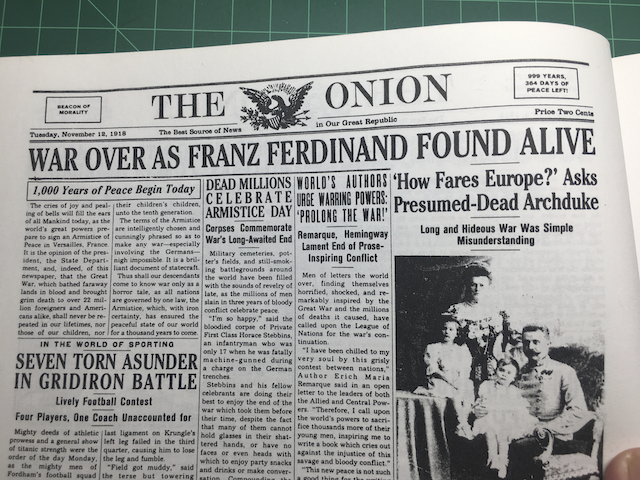 BEACON OF
MORALITY
THE ONION
999 YEARS,
364 DAYS OF
PEACE LEFT!
Tuesday, November 12, 1918
The Best Source of News
in Our Great Republic
Price Two Cents
WAR OVER AS FRANZ FERDINAND FOUND ALIVE
1,000 Years of Peace Begin Today
The cries of joy and peal-
ing of bells will fill the ears
of all Mankind today, as the
world's great powers pre-
pare to sign an Armistice
of Peace in Versailles, France.
It is the opinion of the pres-
ident, the State Depart-
ment, and, indeed, of this
newspaper, that the Great
War, which bathed faraway
lands in blood and brought
grim death to over 22 mil-
lion foreigners and Ameri-
cans alike, shall never be re-
peated in our lifetimes, nor
those of our children, nor
their children's children,
unto the tenth generation.
The terms of the Armistice
are intelligently chosen and
cunningly phrased so as to
make any war—especially
involving the Germans—
nigh impossible. It is a bril-
liant document of statecraft.
Thus shall our descendants
come to know war only as a
horror tale, as all nations
are governed by one law, the
Armistice, which, with iron
certainty, has ensured the
peaceful state of our world
for a thousand years to come.
IN THE WORLD OF SPORTING
SEVEN TORN ASUNDER
IN GRIDIRON BATTLE
Lively Football Contest
Four Players, One Coach Unaccounted for
Mighty deeds of athletic
prowess and a general show
of titanic strength were the
order of the day Monday,
as the mighty men of
Fordham's football squad
last ligament on Krungle's
left leg failed in the third
quarter, causing him to lose
the leg and fumble.
"Field got muddy," said
the terse but towering
DEAD MILLIONS
CELEBRATE
ARMISTICE DAY
Corpses Commemorate
War's Long-Awaited End
Military cemeteries, pot-
ter's fields, and still-smok-
ing battlegrounds around
the world have been filled
with the sounds of revelry of
late, as the millions of men
slain in three years of bloody
conflict celebrate peace.
"I'm so happy," said the
bloodied corpse of Private
First Class Horace Stebbins,
an infantryman who was
only 17 when he was fatally
machine-gunned during
a charge on the German
trenches.
Stebbins and his fellow
celebrants are doing their
best to enjoy the end of the
war which took them before
their time, despite the fact
that many of them cannot
hold glasses in their shat-
tered hands, or have no
faces or even heads with
which to enjoy party snacks
and drinks or make conver-
sation. Compounding the
WORLD'S AUTHORS
URGE WARRING POWERS:
'PROLONG THE WAR!'
Remarque, Hemingway
Lament End of Prose-
Inspiring Conflict
Men of letters the world
over, finding themselves
horrified, shocked, and re-
markably inspired by the
Great War and the millions
of deaths it caused, have
called upon the League of
Nations for the war's con-
tinuation.
"I have been chilled to my
very soul by this grisly
contest between nations,"
Author Erich Maria
Remarque said in an open
letter to the leaders of both
the Allied and Central Pow-
ers. "Therefore, I call upon
the world's powers to sacri-
fice thousands more of their
young men, inspiring me to
write a book which cries out
against the injustice of this
savage and bloody conflict."
"This new peace is not such
a good thing for the writing
'How Fares Europe?' Asks
Presumed-Dead Archduke
Long and Hideous War Was Simple
Misunderstanding